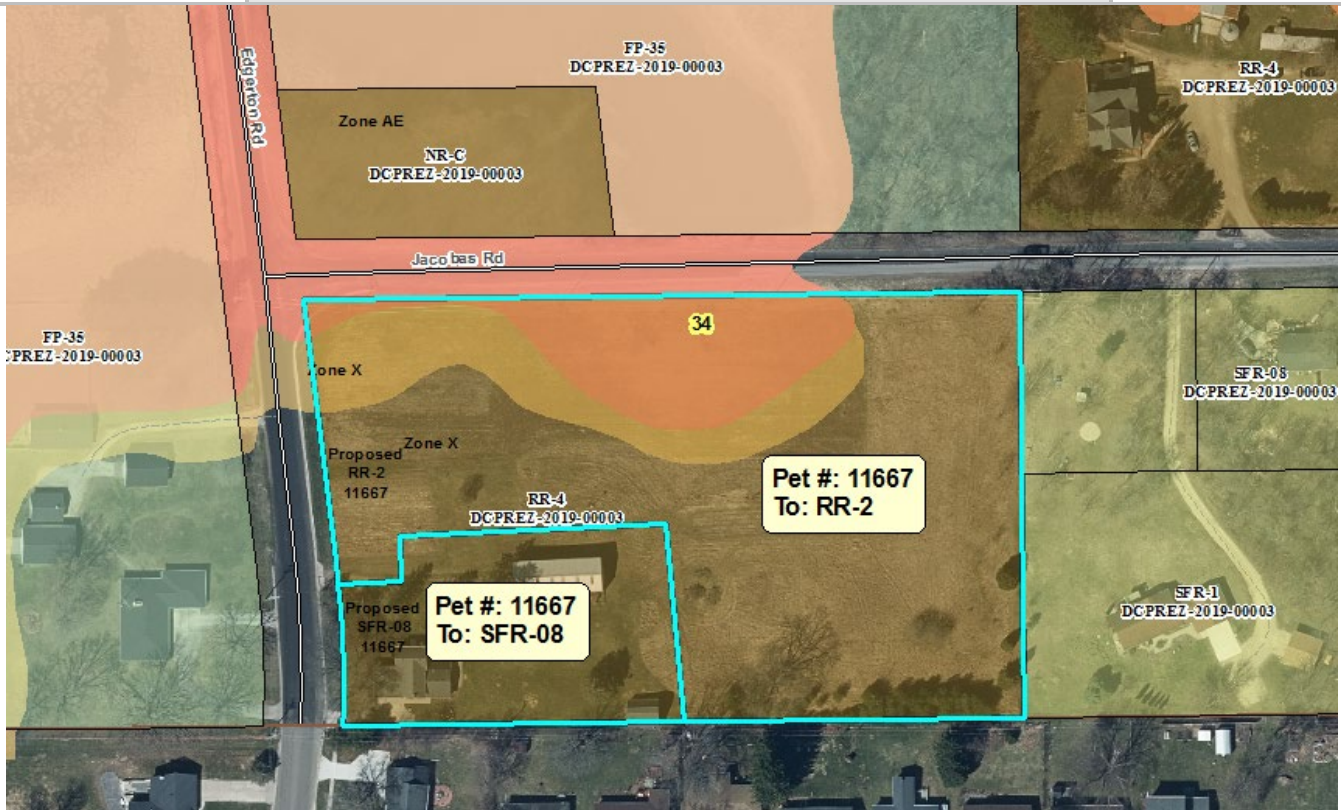 FP-35
DCPREZ-2019-00003
RR-4
DCPREZ-2019-00003
Edgerton Rd
Zone AE
NR-C
DCPREZ-2019-00003
Jacobas Rd
34
FP-35
CPREZ-2019-00003
Zone X
SFR-08
DCPREZ-2019-00003
Zone X
Proposed
RR-2
11667
Pet #: 11667
To: RR-2
RR-4
DCPREZ-2019-00003
Proposed
SFR-08
11667
Pet #: 11667
To: SFR-08
SFR-1
DCPREZ-2019-00003